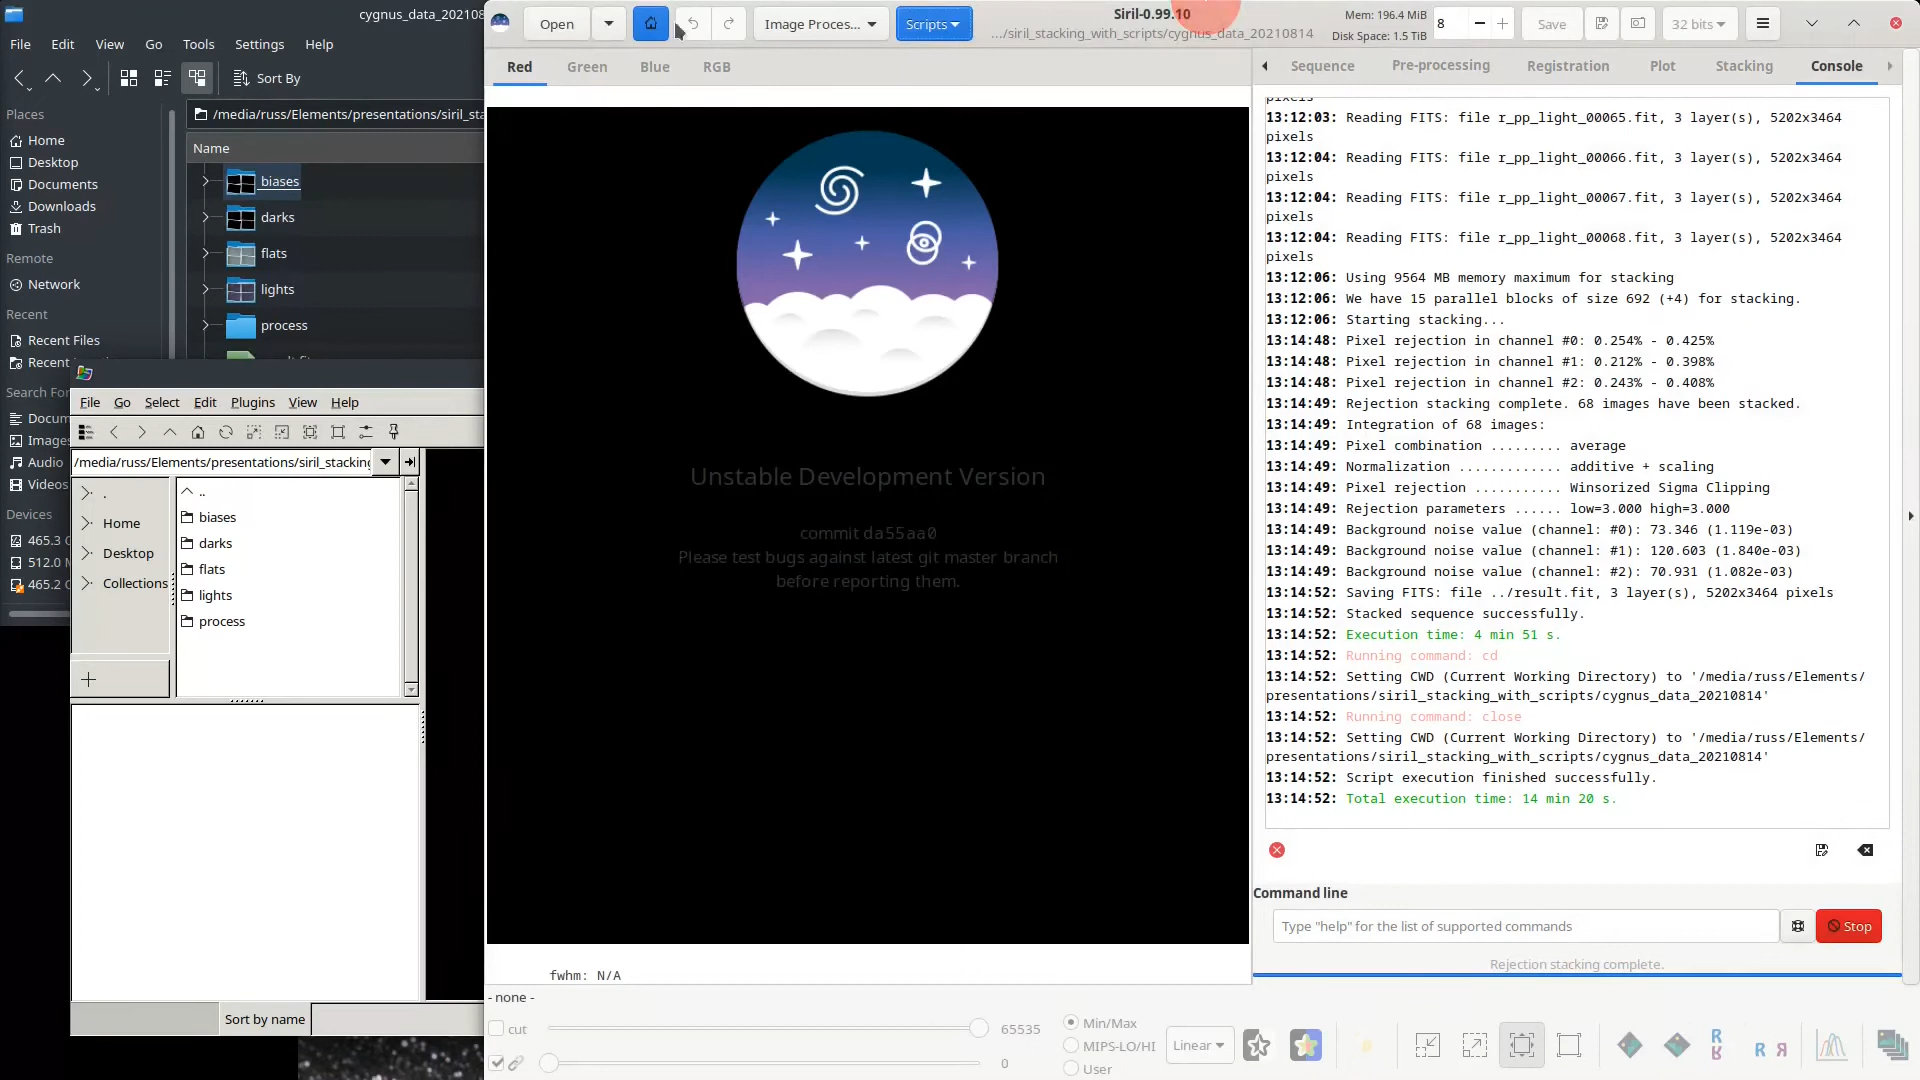 cygnus_data_202108
File Edit View Go Tools Settings Help
Sort By
Places
Home
Desktop
Documents
Downloads
Trash
Remote
Network
Recent
Recent Files
Recent
Search For
Docum
Images
Audio
Videos
Devices
465.3 G
512.0 M
465.2 G
/media/russ/Elements/presentations/siril_sta
Name
biases
darks
flats
lights
process
File Go Select Edit Plugins View Help
/media/russ/Elements/presentations/siril_stacking
.
Home
Desktop
Collections
..
biases
darks
flats
lights
process
Sort by name
Open
Image Proces...
Scripts
Siril-0.99.10
.../siril_stacking_with_scripts/cygnus_data_20210814
Mem: 196.4 MiB
Disk Space: 1.5 TiB
8
Save
32 bits
Red Green Blue RGB
Unstable Development Version
commit da55aa0
Please test bugs against latest git master branch
before reporting them.
fwhm: N/A
- none -
cut
65535
0
Min/Max
MIPS-LO/HI
User
Linear
Sequence Pre-processing Registration Plot Stacking Console
pixels
13:12:03: Reading FITS: file r_pp_light_00065.fit, 3 layer(s), 5202x3464
pixels
13:12:04: Reading FITS: file r_pp_light_00066.fit, 3 layer(s), 5202x3464
pixels
13:12:04: Reading FITS: file r_pp_light_00067.fit, 3 layer(s), 5202x3464
pixels
13:12:04: Reading FITS: file r_pp_light_00068.fit, 3 layer(s), 5202x3464
pixels
13:12:06: Using 9564 MB memory maximum for stacking
13:12:06: We have 15 parallel blocks of size 692 (+4) for stacking.
13:12:06: Starting stacking...
13:14:48: Pixel rejection in channel #0: 0.254% - 0.425%
13:14:48: Pixel rejection in channel #1: 0.212% - 0.398%
13:14:48: Pixel rejection in channel #2: 0.243% - 0.408%
13:14:49: Rejection stacking complete. 68 images have been stacked.
13:14:49: Integration of 68 images:
13:14:49: Pixel combination ......... average
13:14:49: Normalization ............. additive + scaling
13:14:49: Pixel rejection ........... Winsorized Sigma Clipping
13:14:49: Rejection parameters ...... low=3.000 high=3.000
13:14:49: Background noise value (channel: #0): 73.346 (1.119e-03)
13:14:49: Background noise value (channel: #1): 120.603 (1.840e-03)
13:14:49: Background noise value (channel: #2): 70.931 (1.082e-03)
13:14:52: Saving FITS: file ../result.fit, 3 layer(s), 5202x3464 pixels
13:14:52: Stacked sequence successfully.
13:14:52: Execution time: 4 min 51 s.
13:14:52: Running command: cd
13:14:52: Setting CWD (Current Working Directory) to '/media/russ/Elements/
presentations/siril_stacking_with_scripts/cygnus_data_20210814'
13:14:52: Running command: close
13:14:52: Setting CWD (Current Working Directory) to '/media/russ/Elements/
presentations/siril_stacking_with_scripts/cygnus_data_20210814'
13:14:52: Script execution finished successfully.
13:14:52: Total execution time: 14 min 20 s.
Command line
Type "help" for the list of supported commands
Stop
Rejection stacking complete.